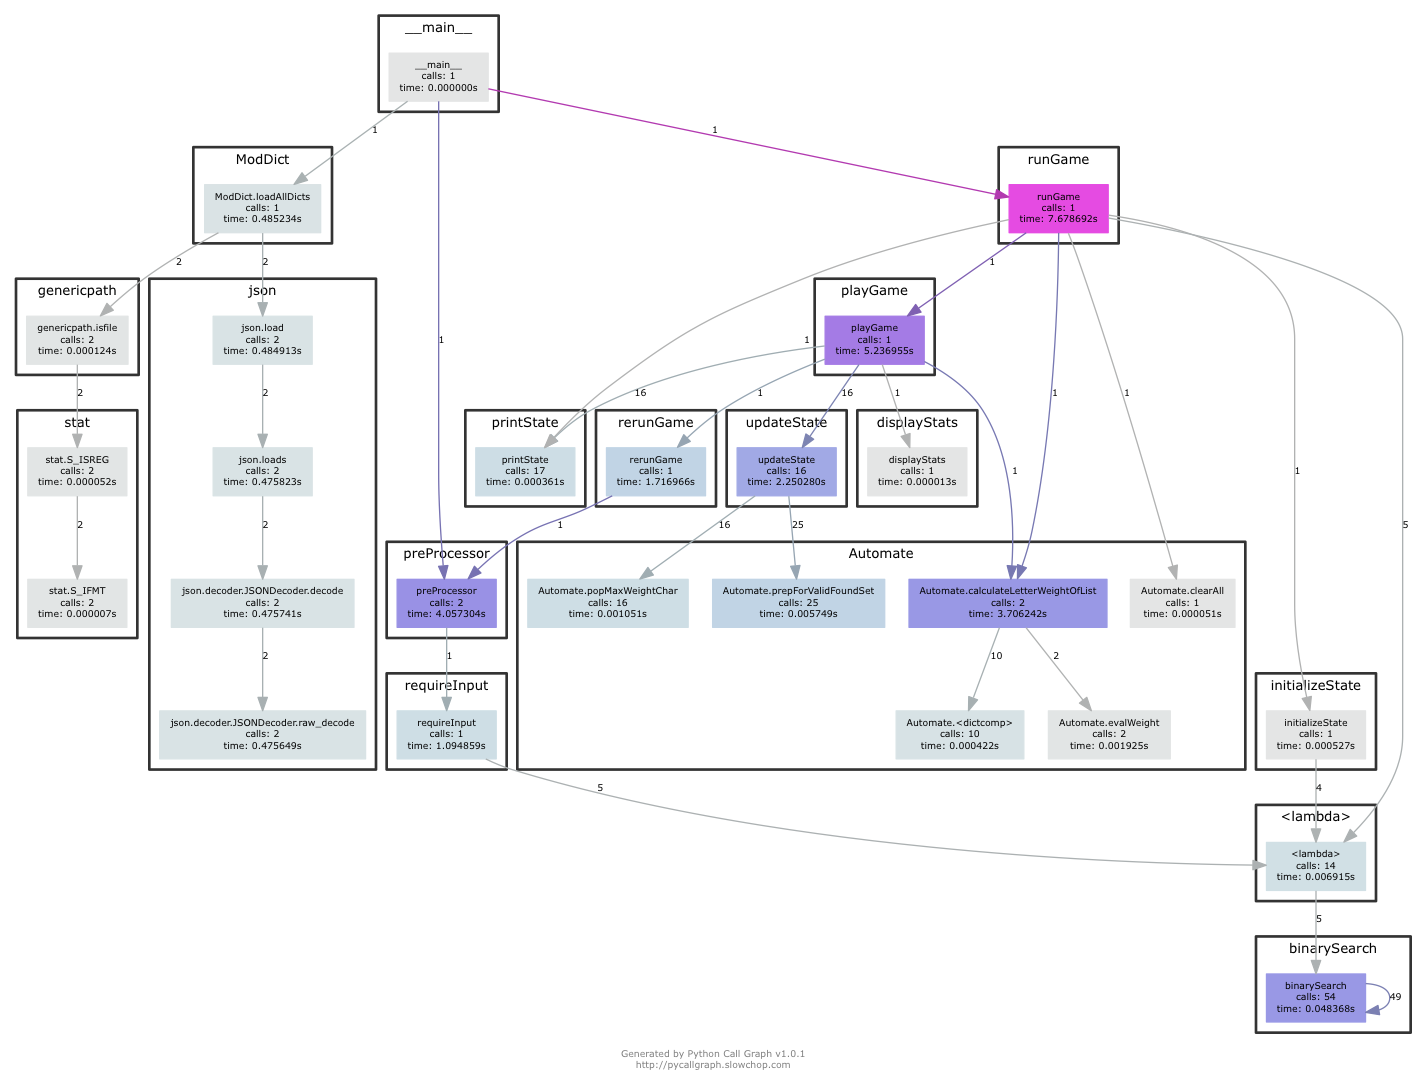 __main__
__main__
calls: 1
time: 0.000000s
1
1
ModDict
ModDict.loadAllDicts
calls: 1
time: 0.485234s
runGame
runGame
calls: 1
time: 7.678692s
2
2
1
genericpath
genericpath.isfile
calls: 2
time: 0.000124s
json
json.load
calls: 2
time: 0.484913s
playGame
playGame
calls: 1
time: 5.236955s
1
1
5
2
2
16
1
16
1
1
1
stat
stat.S_ISREG
calls: 2
time: 0.000052s
json.loads
calls: 2
time: 0.475823s
printState
printState
calls: 17
time: 0.000361s
rerunGame
rerunGame
calls: 1
time: 1.716966s
updateState
updateState
calls: 16
time: 2.250280s
displayStats
displayStats
calls: 1
time: 0.000013s
1
1
2
2
1
16
25
5
stat.S_IFMT
calls: 2
time: 0.000007s
json.decoder.JSONDecoder.decode
calls: 2
time: 0.475741s
preProcessor
preProcessor
calls: 2
time: 4.057304s
Automate
Automate.popMaxWeightChar
calls: 16
time: 0.001051s
Automate.prepForValidFoundSet
calls: 25
time: 0.005749s
Automate.calculateLetterWeightOfList
calls: 2
time: 3.706242s
Automate.clearAll
calls: 1
time: 0.000051s
2
1
10
2
json.decoder.JSONDecoder.raw_decode
calls: 2
time: 0.475649s
requireInput
requireInput
calls: 1
time: 1.094859s
Automate.<dictcomp>
calls: 10
time: 0.000422s
Automate.evalWeight
calls: 2
time: 0.001925s
initializeState
initializeState
calls: 1
time: 0.000527s
5
4
<lambda>
<lambda>
calls: 14
time: 0.006915s
5
binarySearch
binarySearch
calls: 54
time: 0.048368s
49
Generated by Python Call Graph v1.0.1
http://pycallgraph.slowchop.com